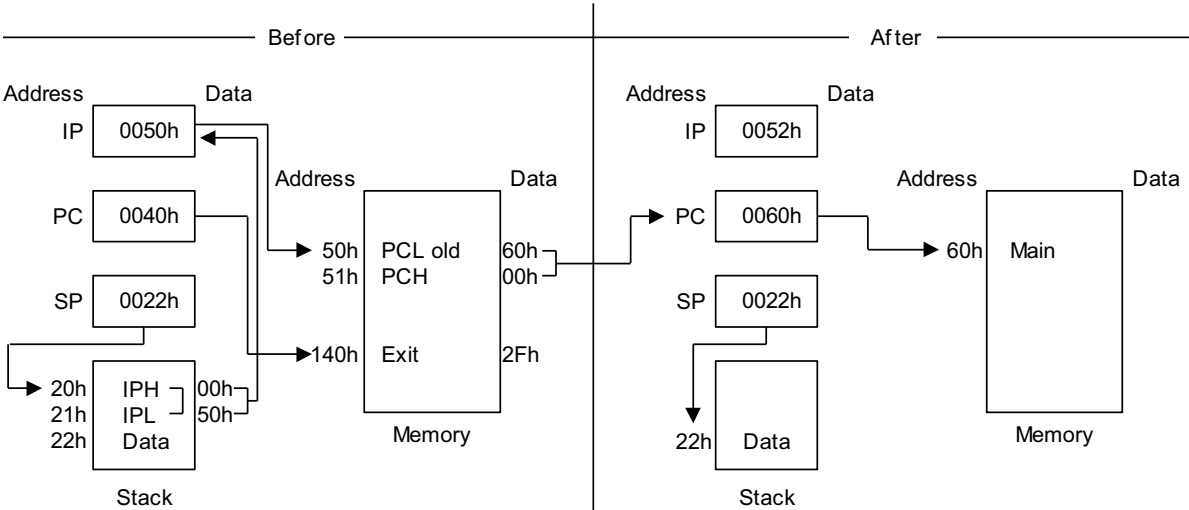 Before
Address Data
IP 0050h
Address Data
PC 0040h
50h PCL old 60h
51h PCH 00h
SP 0022h
140h Exit 2Fh
20h IPH 00h
21h IPL 50h
22h Data
Memory
Stack
After
Address Data
IP 0052h
Address Data
PC 0060h
60h Main
SP 0022h
22h Data
Memory
Stack